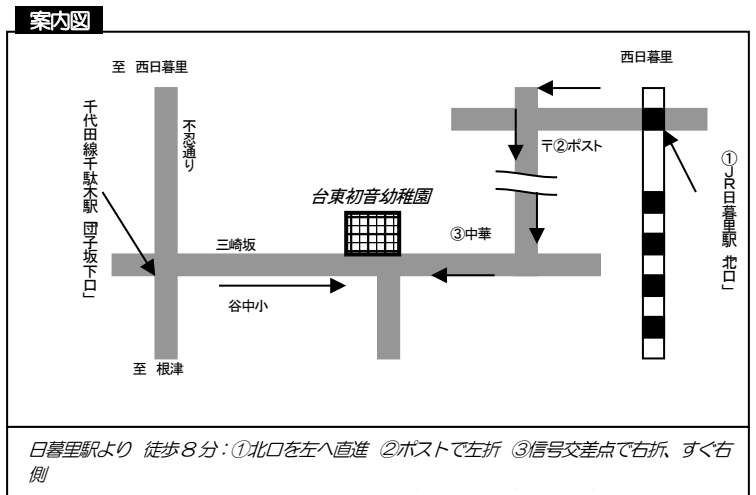 案内図
至 西日暮里
西日暮里
千代田線千駄木駅「団子坂下口」
不忍通り
〒②ポスト
①JR日暮里駅「北口」
台東初音幼稚園
三崎坂
③中華
谷中小
至 根津
日暮里駅より 徒歩8分：①北口を左へ直進 ②ポストで左折 ③信号交差点で右折、すぐ右
側